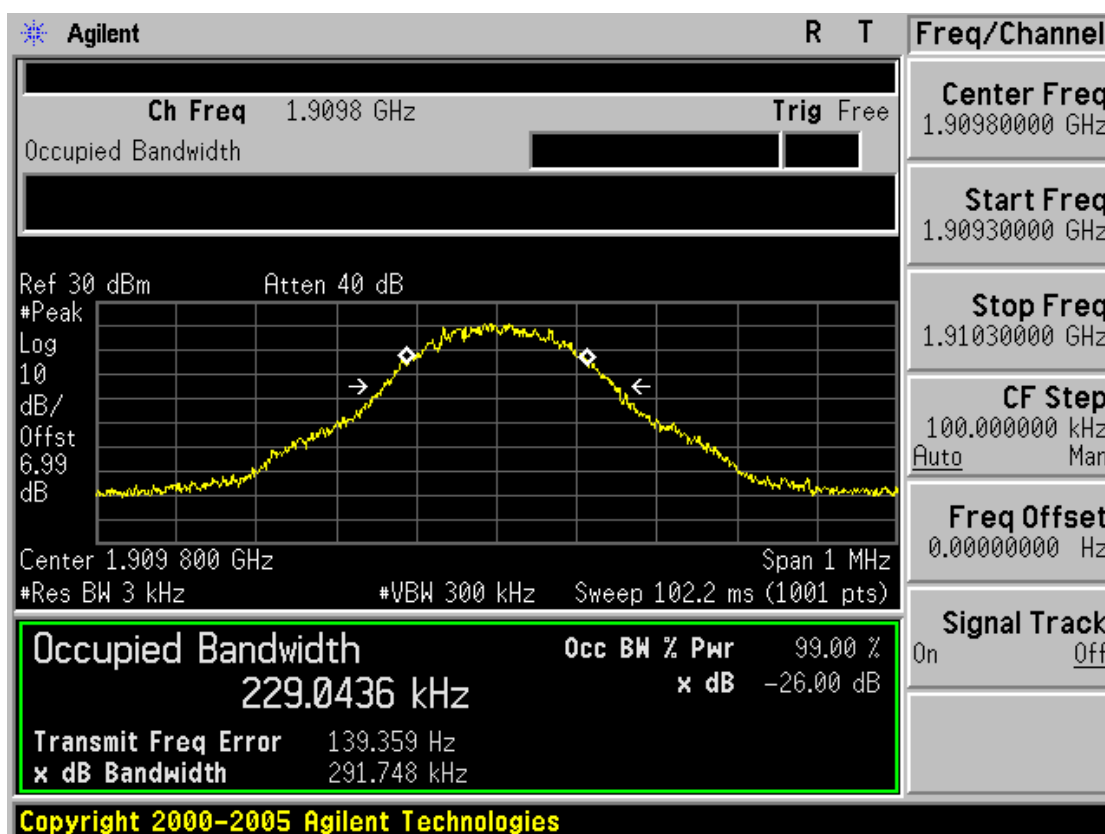 Agilent R T Freq/Channel
Ch Freq 1.9098 GHz Trig Free
Occupied Bandwidth
Center Freq
1.90980000 GHz
Start Freq
1.90930000 GHz
Stop Freq
1.91030000 GHz
CF Step
100.000000 kHz
Auto Man
Freq Offset
0.00000000 Hz
Signal Track
On Off
Ref 30 dBm Atten 40 dB
#Peak
Log
10
dB/
Offst
6.99
dB
Center 1.909 800 GHz Span 1 MHz
#Res BW 3 kHz #VBW 300 kHz Sweep 102.2 ms (1001 pts)
Occupied Bandwidth Occ BW % Pwr 99.00 %
229.0436 kHz x dB -26.00 dB
Transmit Freq Error 139.359 Hz
x dB Bandwidth 291.748 kHz
Copyright 2000-2005 Agilent Technologies